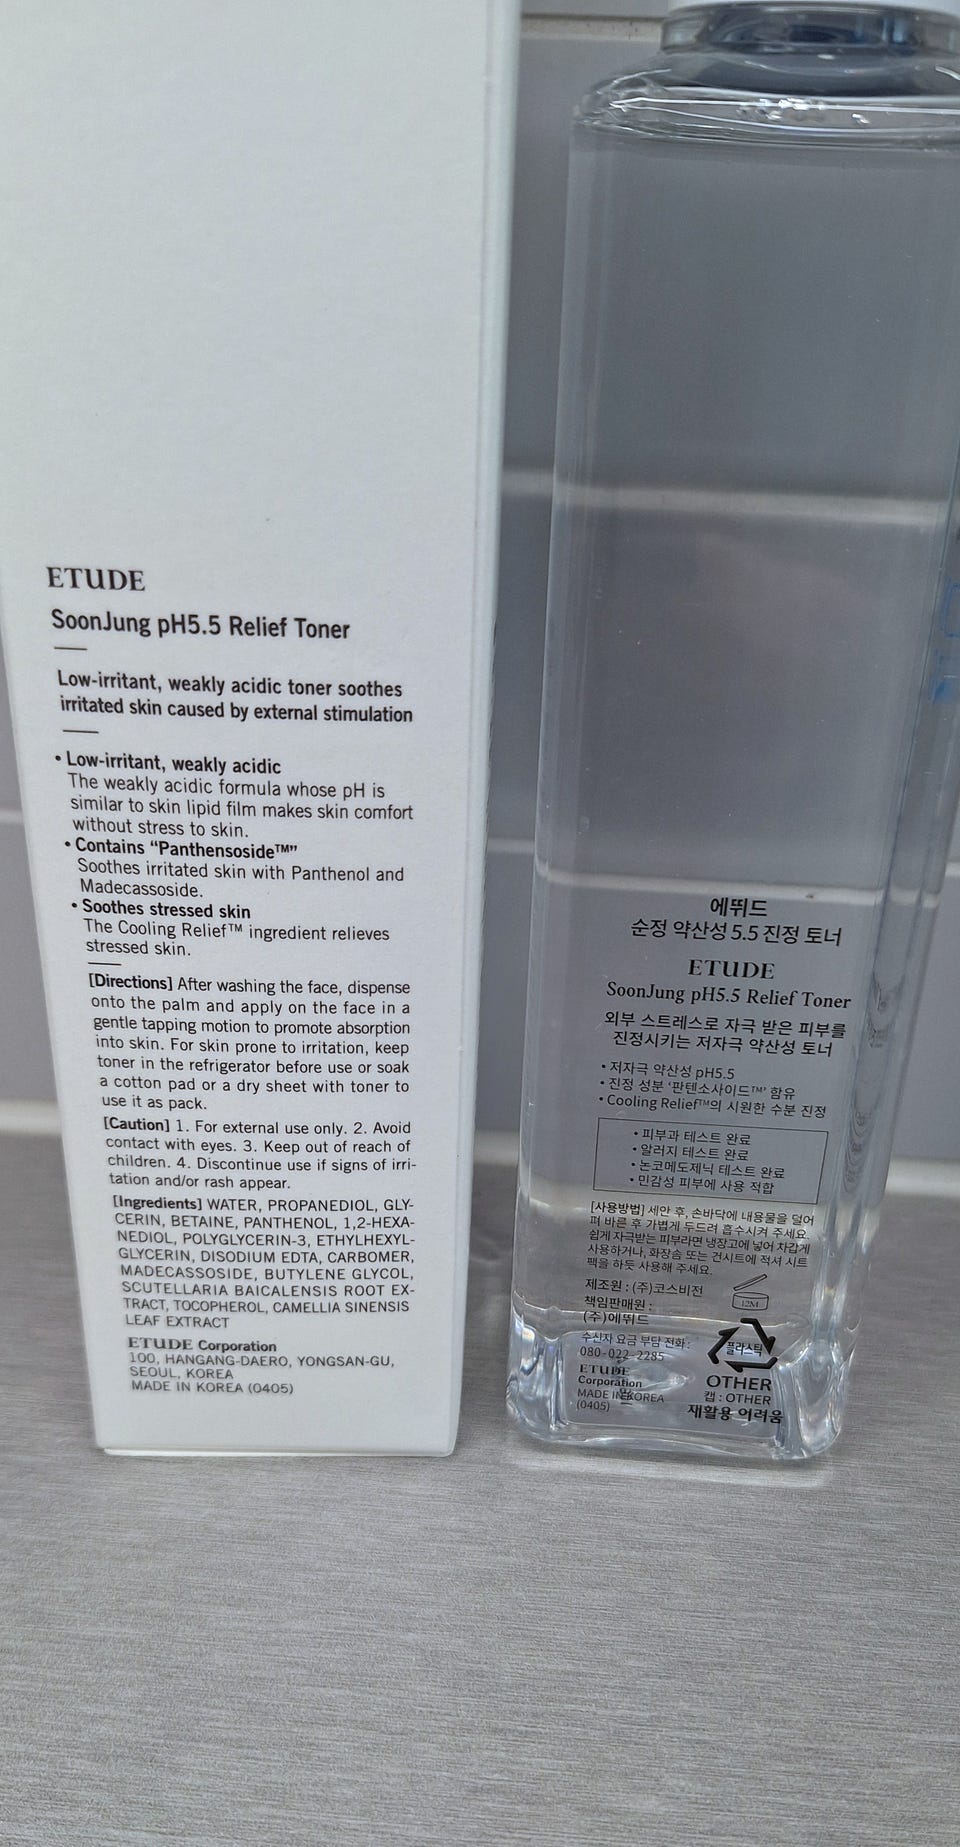 ETUDE
SoonJung pH5.5 Relief Toner
Low-irritant, weakly acidic toner soothes
irritated skin caused by external stimulation
• Low-irritant, weakly acidic
The weakly acidic formula whose pH is
similar to skin lipid film makes skin comfort
without stress to skin.
• Contains “Panthensoside™”
Soothes irritated skin with Panthenol and
Madecassoside.
• Soothes stressed skin
The Cooling Relief™ ingredient relieves
stressed skin.
[Directions] After washing the face, dispense
onto the palm and apply on the face in a
gentle tapping motion to promote absorption
into skin. For skin prone to irritation, keep
toner in the refrigerator before use or soak
a cotton pad or a dry sheet with toner to
use it as pack.
[Caution] 1. For external use only. 2. Avoid
contact with eyes. 3. Keep out of reach of
children. 4. Discontinue use if signs of irri-
tation and/or rash appear.
[Ingredients] WATER, PROPANEDIOL, GLY-
CERIN, BETAINE, PANTHENOL, 1,2-HEXA-
NEDIOL, POLYGLYCERIN-3, ETHYLHEXYL-
GLYCERIN, DISODIUM EDTA, CARBOMER,
MADECASSOSIDE, BUTYLENE GLYCOL,
SCUTELLARIA BAICALENSIS ROOT EX-
TRACT, TOCOPHEROL, CAMELLIA SINENSIS
LEAF EXTRACT
ETUDE Corporation
100, HANGANG-DAERO, YONGSAN-GU,
SEOUL, KOREA
MADE IN KOREA (0405)
에뛰드
순정 약산성 5.5 진정 토너
ETUDE
SoonJung pH5.5 Relief Toner
외부 스트레스로 자극 받은 피부를
진정시키는 저자극 약산성 토너
• 저자극 약산성 pH5.5
• 진정 성분 ‘판텐소사이드™’ 함유
• Cooling Relief™의 시원한 수분 진정
• 피부과 테스트 완료
• 알러지 테스트 완료
• 논코메도제닉 테스트 완료
• 민감성 피부에 사용 적합
[사용방법] 세안 후, 손바닥에 내용물을 덜어
펴 바른 후 가볍게 두드려 흡수시켜 주세요.
쉽게 자극받는 피부라면 냉장고에 넣어 차갑게
사용하거나, 화장솜 또는 건시트에 적셔 시트
팩을 하듯 사용해 주세요.
제조원 : (주)코스비전
책임판매원 :
(주)에뛰드
12M
수신자 요금 부담 전화 :
080-022-2285
ETUDE
Corporation
MADE IN KOREA
(0405)
플라스틱
OTHER
캡 : OTHER
재활용 어려움